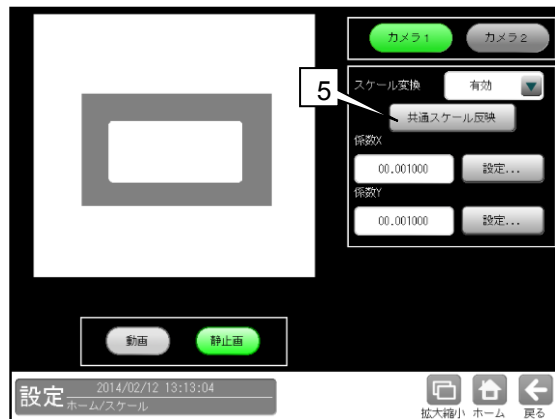 カメラ1 カメラ2
スケール変換 有効
5
共通スケール反映
係数X
00.001000 設定...
係数Y
00.001000 設定...
動画 静止画
設定 2014/02/12 13:13:04
ホーム/スケール
拡大縮小 ホーム 戻る